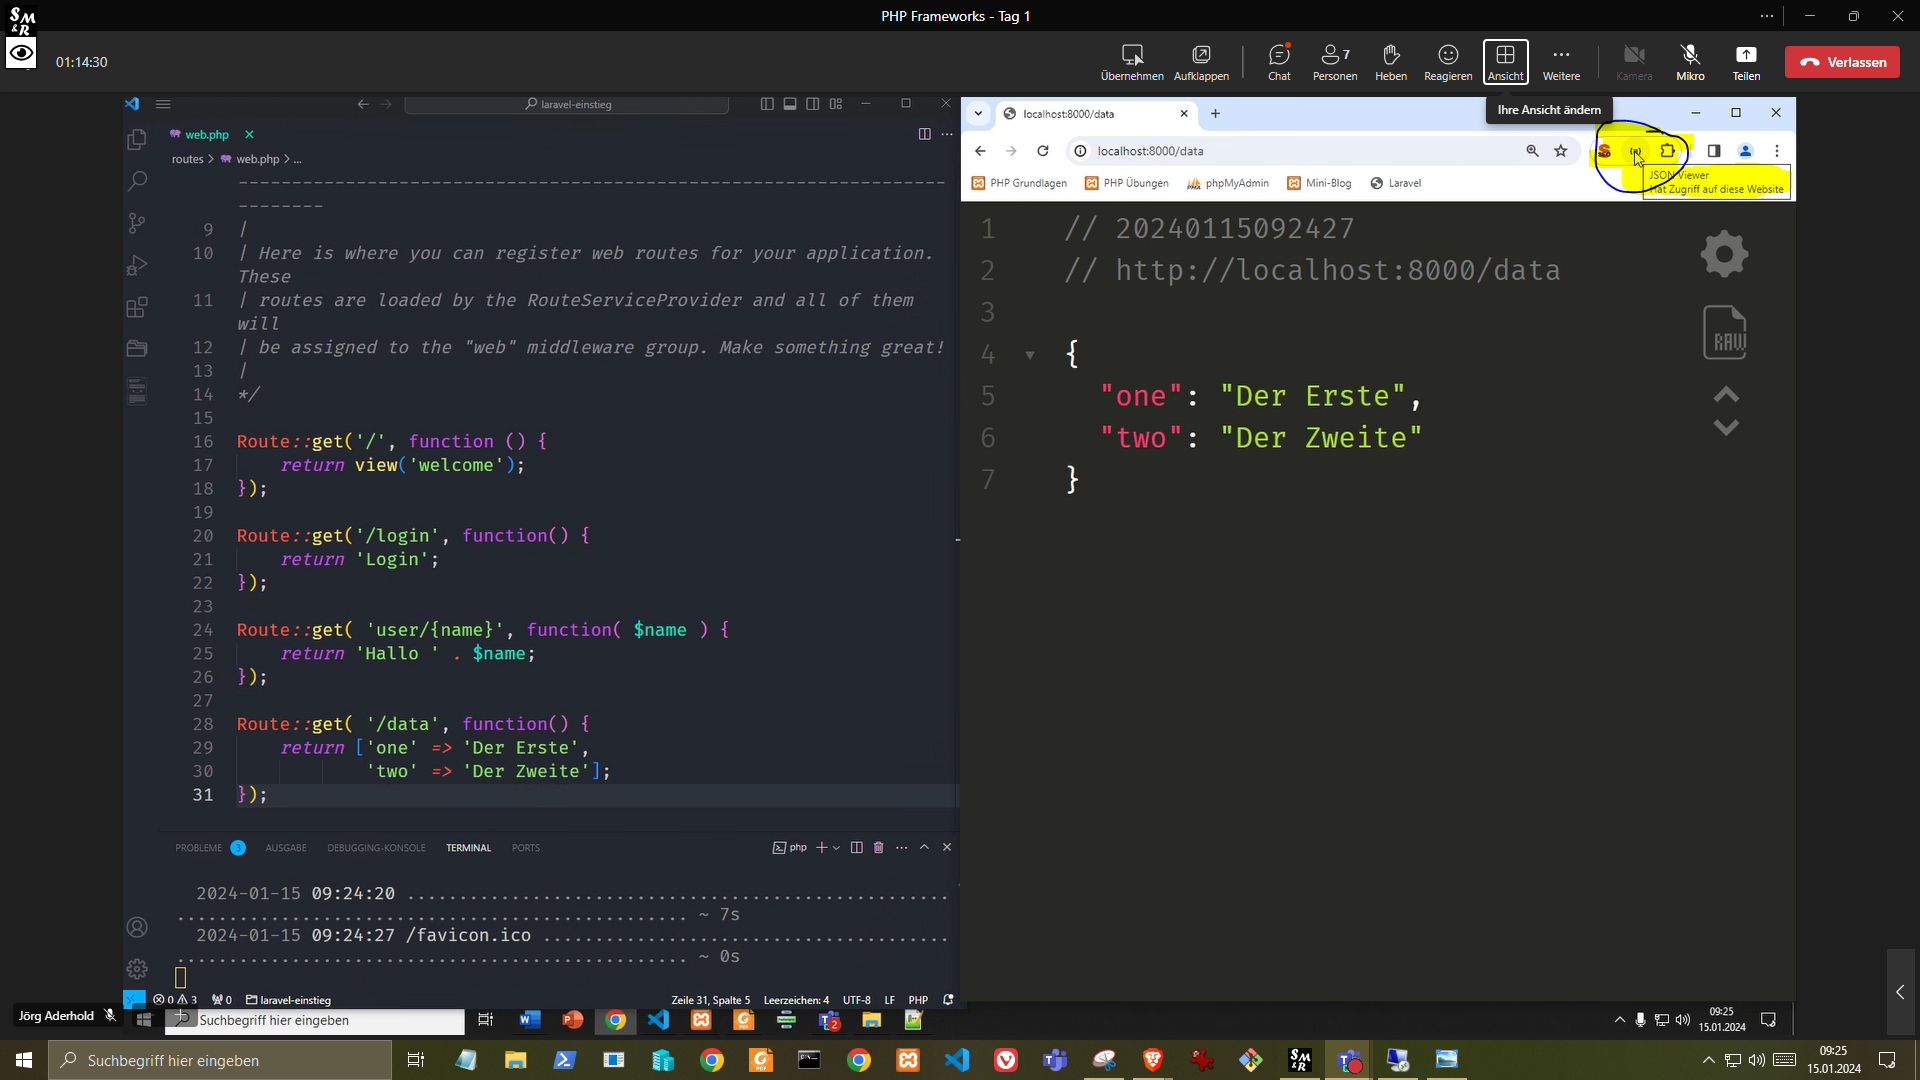 SM&R
PHP Frameworks - Tag 1
01:14:30
Übernehmen
Aufklappen
Chat
7
Personen
Heben
Reagieren
Ansicht
Weitere
Kamera
Mikro
Teilen
Verlassen
Ihre Ansicht ändern
laravel-einstieg
web.php
routes > web.php > ...
--------------------------------------------------------------------
--------
9 |
10 | Here is where you can register web routes for your application.
These
11 | routes are loaded by the RouteServiceProvider and all of them
will
12 | be assigned to the "web" middleware group. Make something great!
13 |
14 */
15
16 Route::get('/', function () {
17 return view('welcome');
18 });
19
20 Route::get('/login', function() {
21 return 'Login';
22 });
23
24 Route::get( 'user/{name}', function( $name ) {
25 return 'Hallo ' . $name;
26 });
27
28 Route::get( '/data', function() {
29 return ['one' => 'Der Erste',
30 'two' => 'Der Zweite'];
31 });
PROBLEME 3 AUSGABE DEBUGGING-KONSOLE TERMINAL PORTS
php
2024-01-15 09:24:20 ...................................................
................................................ ~ 7s
2024-01-15 09:24:27 /favicon.ico ......................................
................................................ ~ 0s
0 3 0 laravel-einstieg Zeile 31, Spalte 5 Leerzeichen: 4 UTF-8 LF PHP
localhost:8000/data
localhost:8000/data
PHP Grundlagen
PHP Übungen
phpMyAdmin
Mini-Blog
Laravel
JSON Viewer
Hat Zugriff auf diese Website
1 // 20240115092427
2 // http://localhost:8000/data
3
4 {
5 "one": "Der Erste",
6 "two": "Der Zweite"
7 }
RAW
Jörg Aderhold
Suchbegriff hier eingeben
2
09:25
15.01.2024
Suchbegriff hier eingeben
SM&R
09:25
15.01.2024